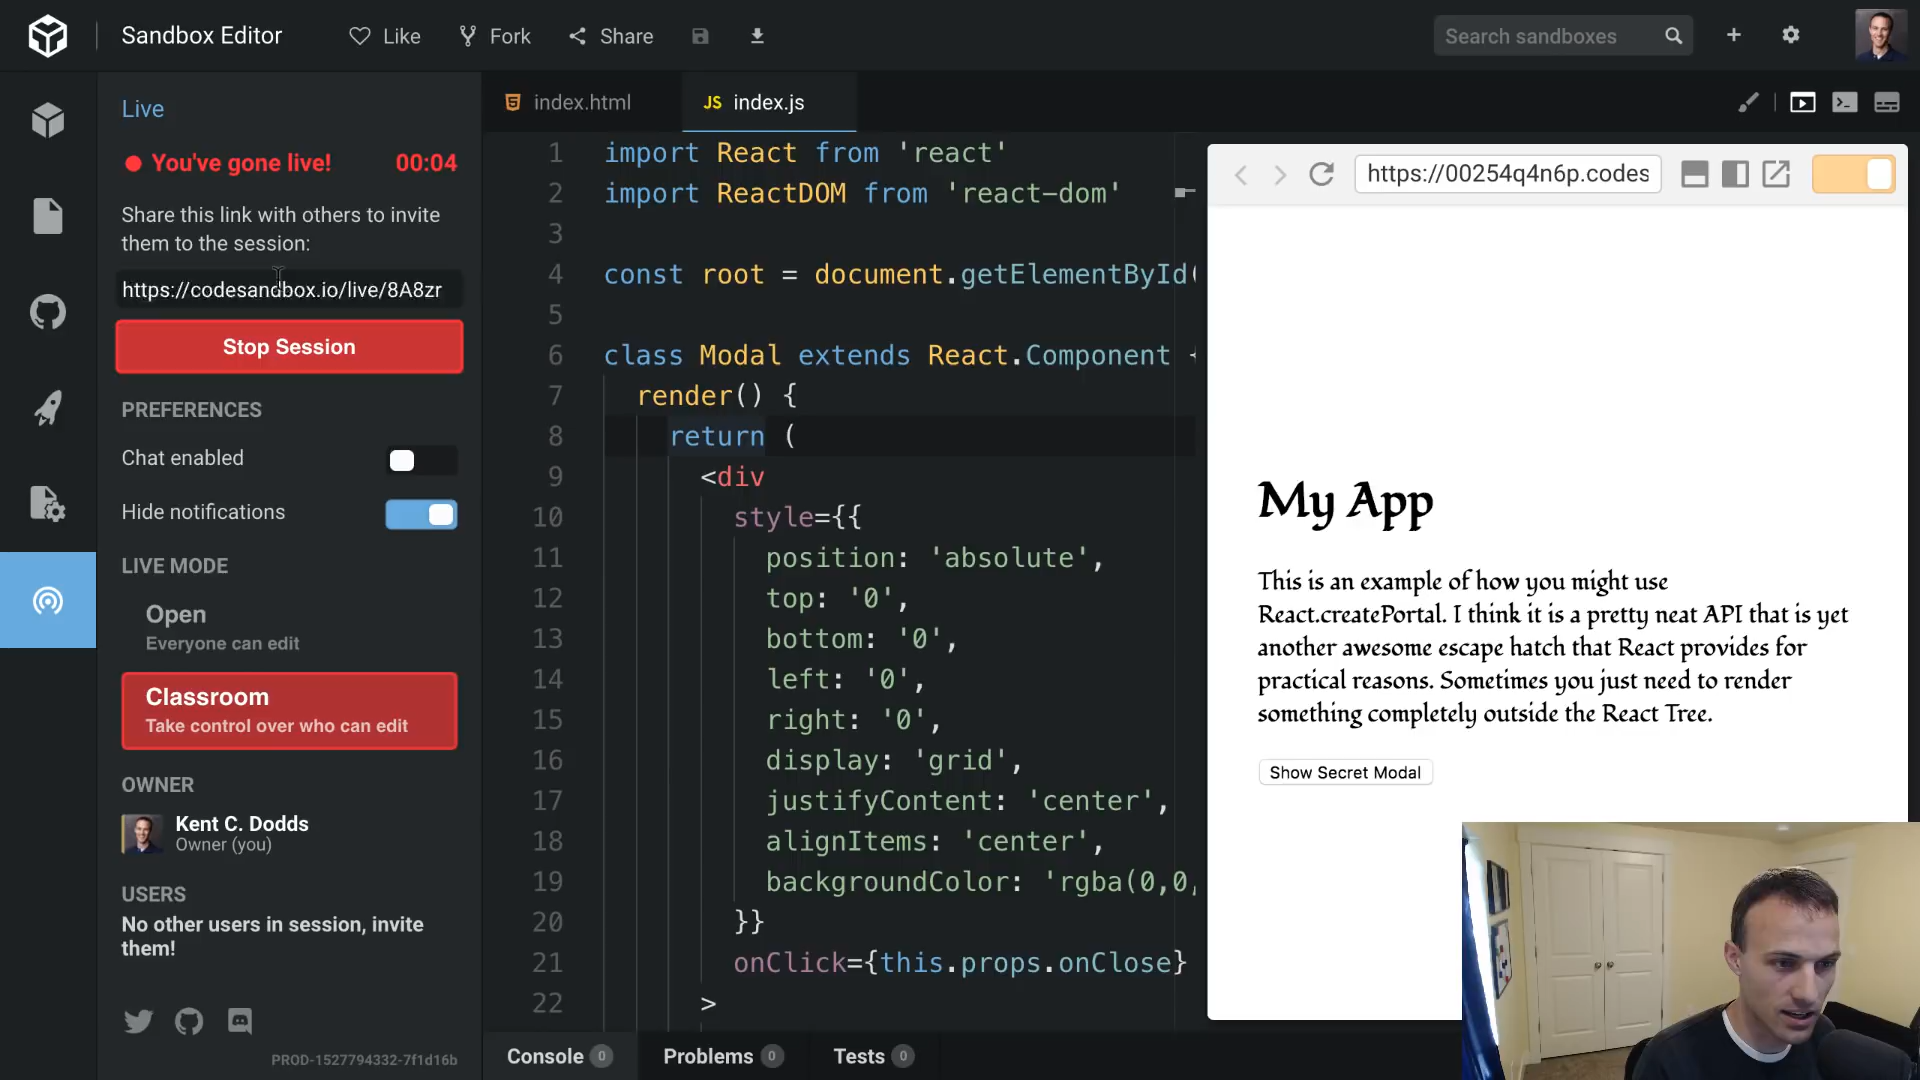 Sandbox Editor
Like
Fork
Share
Search sandboxes
Live
You've gone live!
00:04
Share this link with others to invite
them to the session:
https://codesandbox.io/live/8A8zr
Stop Session
PREFERENCES
Chat enabled
Hide notifications
LIVE MODE
Open
Everyone can edit
Classroom
Take control over who can edit
OWNER
Kent C. Dodds
Owner (you)
USERS
No other users in session, invite
them!
PROD-1527794332-7f1d16b
index.html
JS index.js
1 import React from 'react'
2 import ReactDOM from 'react-dom'
3
4 const root = document.getElementById(
5
6 class Modal extends React.Component {
7 render() {
8 return (
9 <div
10 style={{
11 position: 'absolute',
12 top: '0',
13 bottom: '0',
14 left: '0',
15 right: '0',
16 display: 'grid',
17 justifyContent: 'center',
18 alignItems: 'center',
19 backgroundColor: 'rgba(0,0,
20 }}
21 onClick={this.props.onClose}
22 >
Console 0
Problems 0
Tests 0
https://00254q4n6p.codes
My App
This is an example of how you might use
React.createPortal. I think it is a pretty neat API that is yet
another awesome escape hatch that React provides for
practical reasons. Sometimes you just need to render
something completely outside the React Tree.
Show Secret Modal